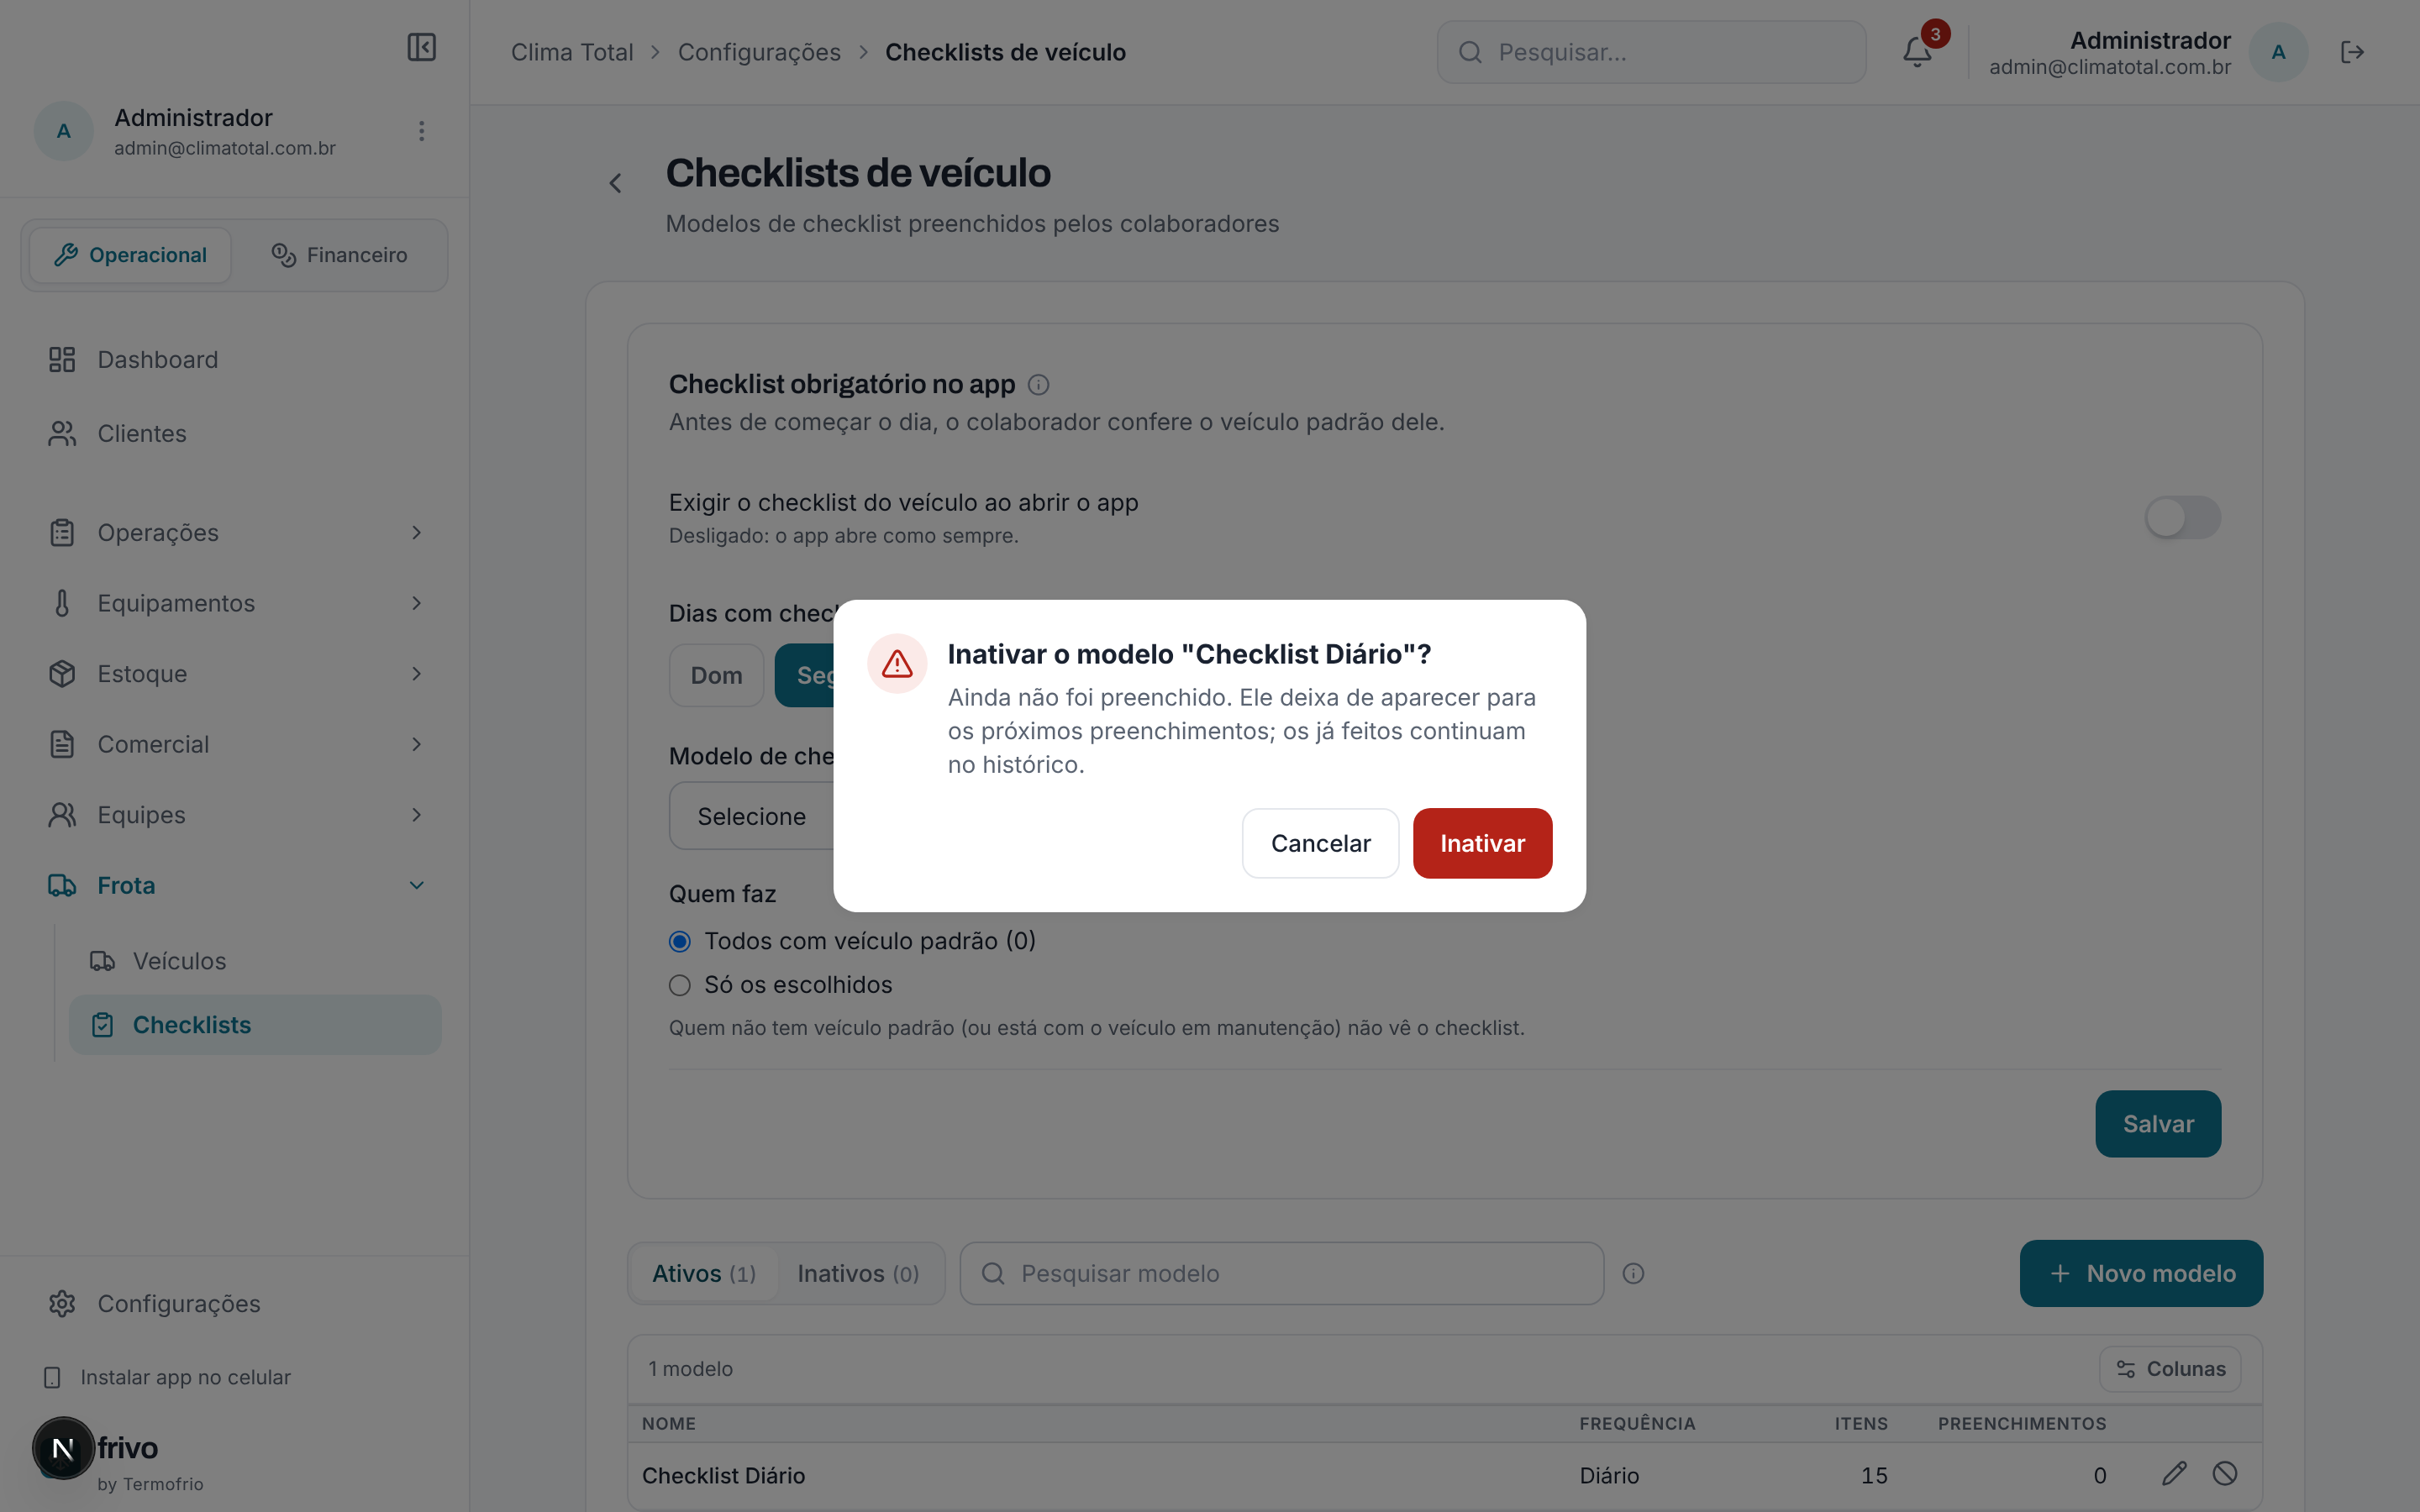 Clima Total > Configurações > Checklists de veículo
Pesquisar...
3
Administrador
admin@climatotal.com.br
A
A
Administrador
admin@climatotal.com.br
Operacional
Financeiro
Dashboard
Clientes
Operações
Equipamentos
Estoque
Comercial
Equipes
Frota
Veículos
Checklists
Configurações
Instalar app no celular
N
frivo
by Termofrio
Checklists de veículo
Modelos de checklist preenchidos pelos colaboradores
Checklist obrigatório no app
Antes de começar o dia, o colaborador confere o veículo padrão dele.
Exigir o checklist do veículo ao abrir o app
Desligado: o app abre como sempre.
Dias com chec
Dom
Seg
Modelo de che
Selecione
Inativar o modelo "Checklist Diário"?
Ainda não foi preenchido. Ele deixa de aparecer para
os próximos preenchimentos; os já feitos continuam
no histórico.
Cancelar
Inativar
Quem faz
Todos com veículo padrão (0)
Só os escolhidos
Quem não tem veículo padrão (ou está com o veículo em manutenção) não vê o checklist.
Salvar
Ativos (1)
Inativos (0)
Pesquisar modelo
+ Novo modelo
1 modelo
Colunas
NOME FREQUÊNCIA ITENS PREENCHIMENTOS
Checklist Diário Diário 15 0